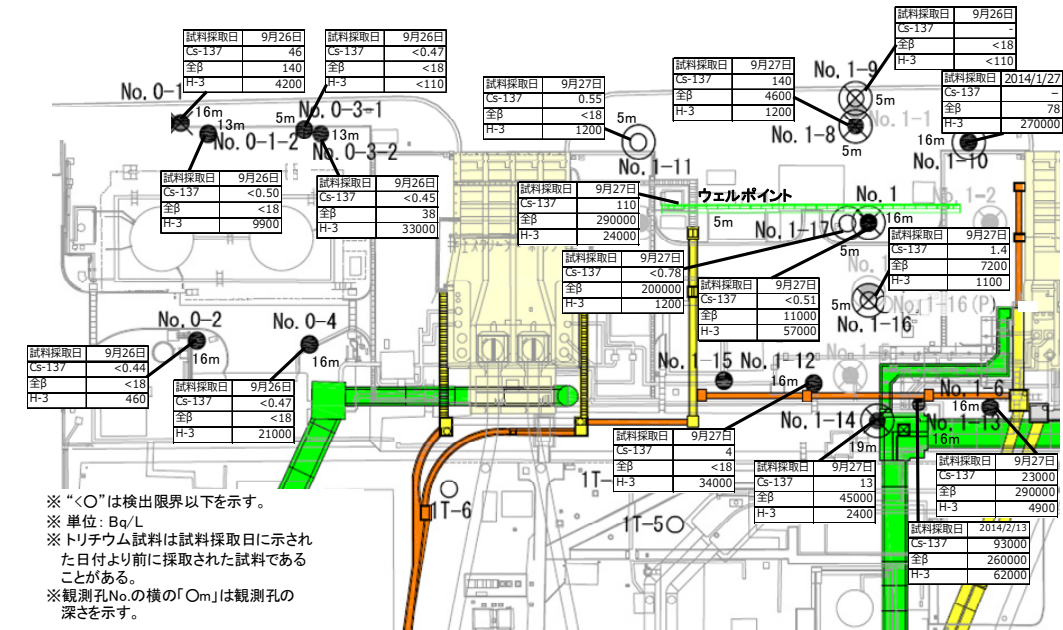 試料採取日 9月26日
Cs-137 46
全β 140
H-3 4200
試料採取日 9月26日
Cs-137 <0.47
全β <18
H-3 <110
試料採取日 9月27日
Cs-137 0.55
全β <18
H-3 1200
試料採取日 9月27日
Cs-137 140
全β 4600
H-3 1200
試料採取日 9月26日
Cs-137 -
全β <18
H-3 <110
試料採取日 2014/1/27
Cs-137 -
全β 78
H-3 270000
No. 0-1
16m
13m
No. 0-1-2
No. 0-3-1
5m
13m
No. 0-3-2
5m
No. 1-11
No. 1-9
5m
No. 1-1
No. 1-8
5m
16m
No. 1-10
試料採取日 9月26日
Cs-137 <0.50
全β <18
H-3 9900
試料採取日 9月26日
Cs-137 <0.45
全β 38
H-3 33000
試料採取日 9月27日
Cs-137 110
全β 290000
H-3 24000
ウェルポイント
5m
No. 1
16m
No. 1-17
5m
No. 1-2
試料採取日 9月27日
Cs-137 1.4
全β 7200
H-3 1100
試料採取日 9月27日
Cs-137 <0.78
全β 200000
H-3 1200
試料採取日 9月27日
Cs-137 <0.51
全β 11000
H-3 57000
5m
No. 1-16(P)
No. 1-16
No. 0-2
16m
No. 0-4
16m
試料採取日 9月26日
Cs-137 <0.44
全β <18
H-3 460
試料採取日 9月26日
Cs-137 <0.47
全β <18
H-3 21000
No. 1-15
No. 1-12
16m
No. 1-6
16m
No. 1-14
19m
No. 1-13
16m
試料採取日 9月27日
Cs-137 4
全β <18
H-3 34000
試料採取日 9月27日
Cs-137 13
全β 45000
H-3 2400
試料採取日 9月27日
Cs-137 23000
全β 290000
H-3 4900
試料採取日 2014/2/13
Cs-137 93000
全β 260000
H-3 62000
1T-6
1T-
1T-5
※ “<○”は検出限界以下を示す。
※ 単位: Bq/L
※ トリチウム試料は試料採取日に示され
た日付より前に採取された試料である
ことがある。
※観測孔No.の横の「○m」は観測孔の
深さを示す。